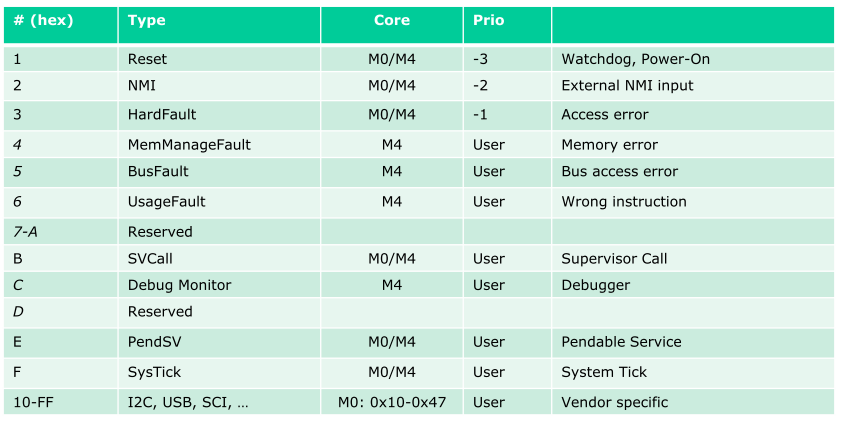 # (hex) Type Core Prio
1 Reset M0/M4 -3 Watchdog, Power-On
2 NMI M0/M4 -2 External NMI input
3 HardFault M0/M4 -1 Access error
4 MemManageFault M4 User Memory error
5 BusFault M4 User Bus access error
6 UsageFault M4 User Wrong instruction
7-A Reserved
B SVCall M0/M4 User Supervisor Call
C Debug Monitor M4 User Debugger
D Reserved
E PendSV M0/M4 User Pendable Service
F SysTick M0/M4 User System Tick
10-FF I2C, USB, SCI, … M0: 0x10-0x47 User Vendor specific